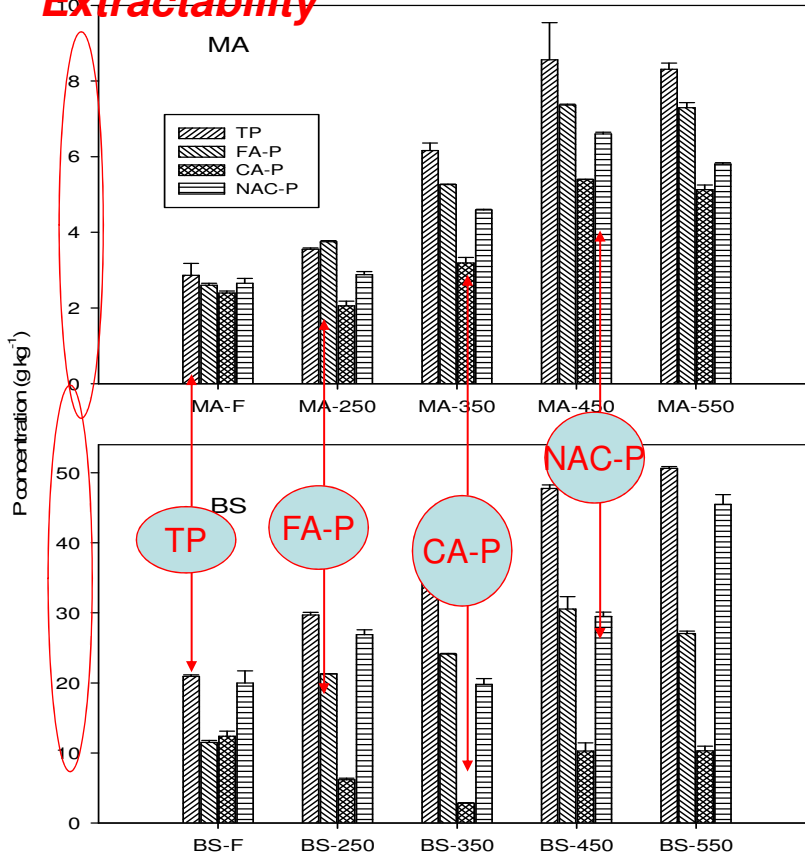 Extractability
MA
TP
FA-P
CA-P
NAC-P
10
8
6
4
2
0
MA-F MA-250 MA-350 MA-450 MA-550
P concentration (g kg⁻¹)
NAC-P
BS
TP
FA-P
CA-P
50
40
30
20
10
0
BS-F BS-250 BS-350 BS-450 BS-550